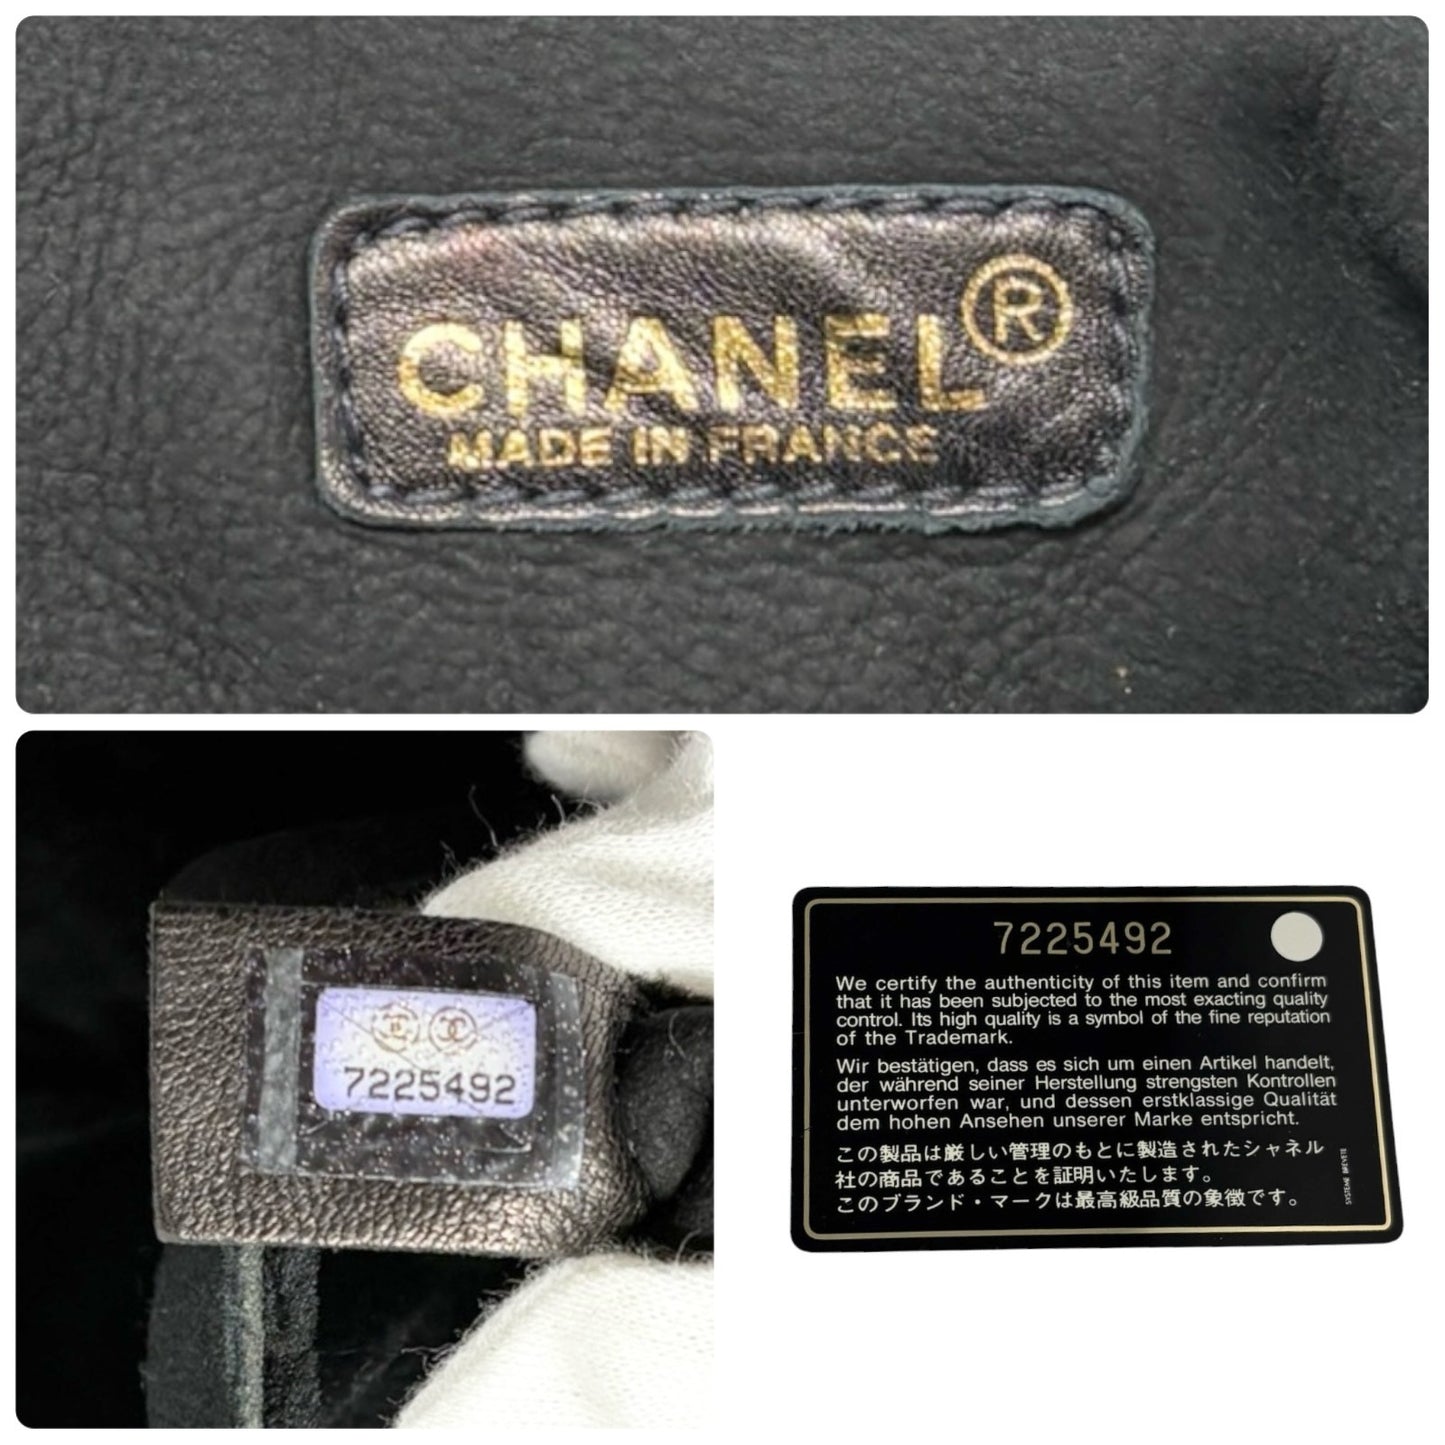 CHANEL®
MADE IN FRANCE
7225492
7225492
We certify the authenticity of this item and confirm
that it has been subjected to the most exacting quality
control. Its high quality is a symbol of the fine reputation
of the Trademark.
Wir bestätigen, dass es sich um einen Artikel handelt,
der während seiner Herstellung strengsten Kontrollen
unterworfen war, und dessen erstklassige Qualität
dem hohen Ansehen unserer Marke entspricht.
この製品は厳しい管理のもとに製造されたシャネル
社の商品であることを証明いたします。
このブランド・マークは最高級品質の象徴です。
SYSTEME BREVETE